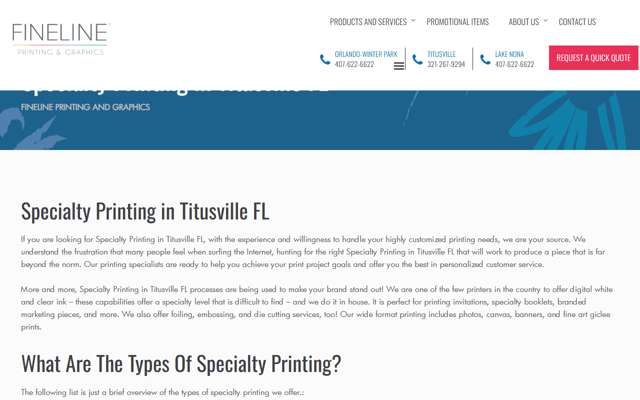 FINELINE
PRINTING & GRAPHICS
PRODUCTS AND SERVICES
PROMOTIONAL ITEMS
ABOUT US
CONTACT US
ORLANDO-WINTER PARK
407-622-6622
TITUSVILLE
321-267-9294
LAKE NONA
407-622-6622
REQUEST A QUICK QUOTE
Specialty Printing in Titusville FL
FINELINE PRINTING AND GRAPHICS
Specialty Printing in Titusville FL
If you are looking for Specialty Printing in Titusville FL, with the experience and willingness to handle your highly customized printing needs, we are your source. We
understand the frustration that many people feel when surfing the Internet, hunting for the right Specialty Printing in Titusville FL that will work to produce a piece that is far
beyond the norm. Our printing specialists are ready to help you achieve your print project goals and offer you the best in personalized customer service.
More and more, Specialty Printing in Titusville FL processes are being used to make your brand stand out! We are one of the few printers in the country to offer digital white
and clear ink – these capabilities offer a specialty level that is difficult to find – and we do it in house. It is perfect for printing invitations, specialty booklets, branded
marketing pieces, and more. We also offer foiling, embossing, and die cutting services, too! Our wide format printing includes photos, canvas, banners, and fine art giclee
prints.
What Are The Types Of Specialty Printing?
The following list is just a brief overview of the types of specialty printing we offer.: